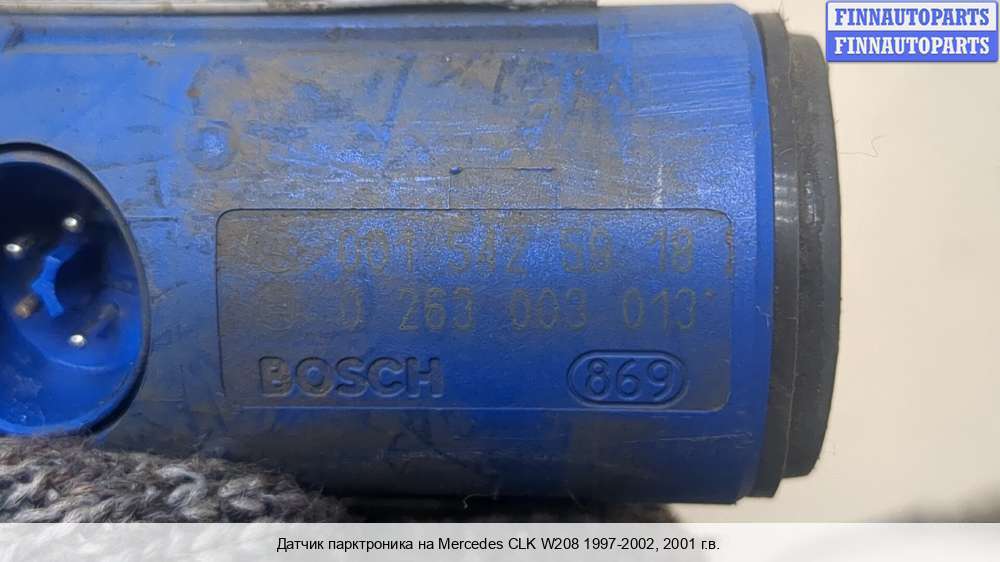 FINNAUTOPARTS
FINNAUTOPARTS
001 542 59 18
0 263 003 013
BOSCH
869
Датчик парктроника на Mercedes CLK W208 1997-2002, 2001 г.в.